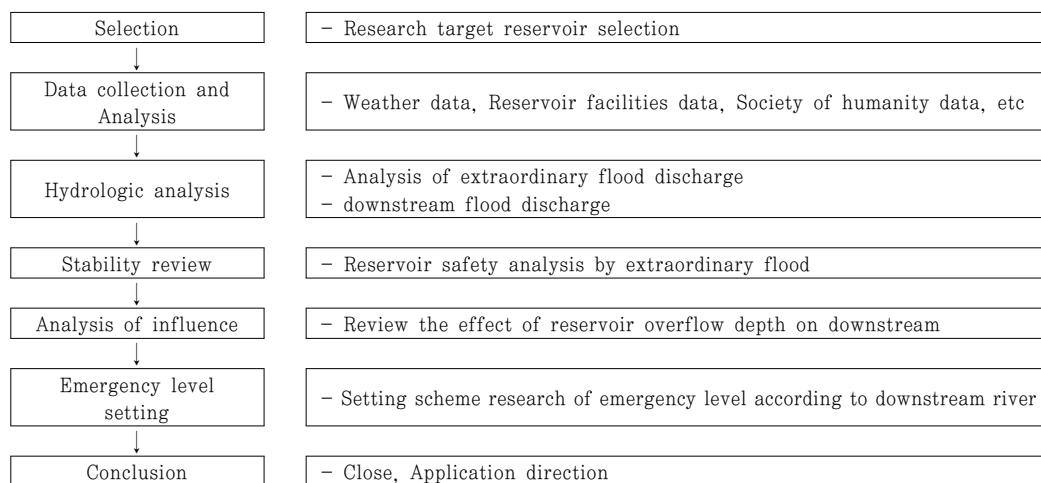 Selection
− Research target reservoir selection
Data collection and
Analysis
− Weather data, Reservoir facilities data, Society of humanity data, etc
Hydrologic analysis
− Analysis of extraordinary flood discharge
− downstream flood discharge
Stability review
− Reservoir safety analysis by extraordinary flood
Analysis of influence
− Review the effect of reservoir overflow depth on downstream
Emergency level
setting
− Setting scheme research of emergency level according to downstream river
Conclusion
− Close, Application direction